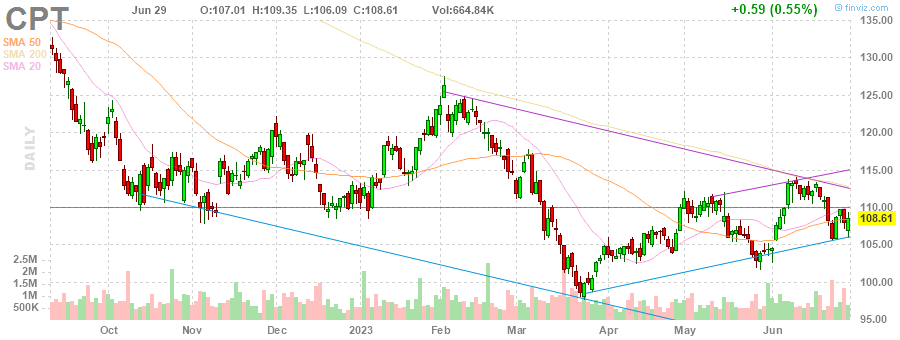 CPT Jun 29 O:107.01 H:109.35 L:106.09 C:108.61 Vol:664.84K +0.59 (0.55%) © finviz.com
SMA 50
SMA 200
SMA 20
DAILY
135.00
130.00
125.00
120.00
115.00
110.00
108.61
105.00
100.00
95.00
2.5M
2M
1.5M
1M
500K
Oct Nov Dec 2023 Feb Mar Apr May Jun